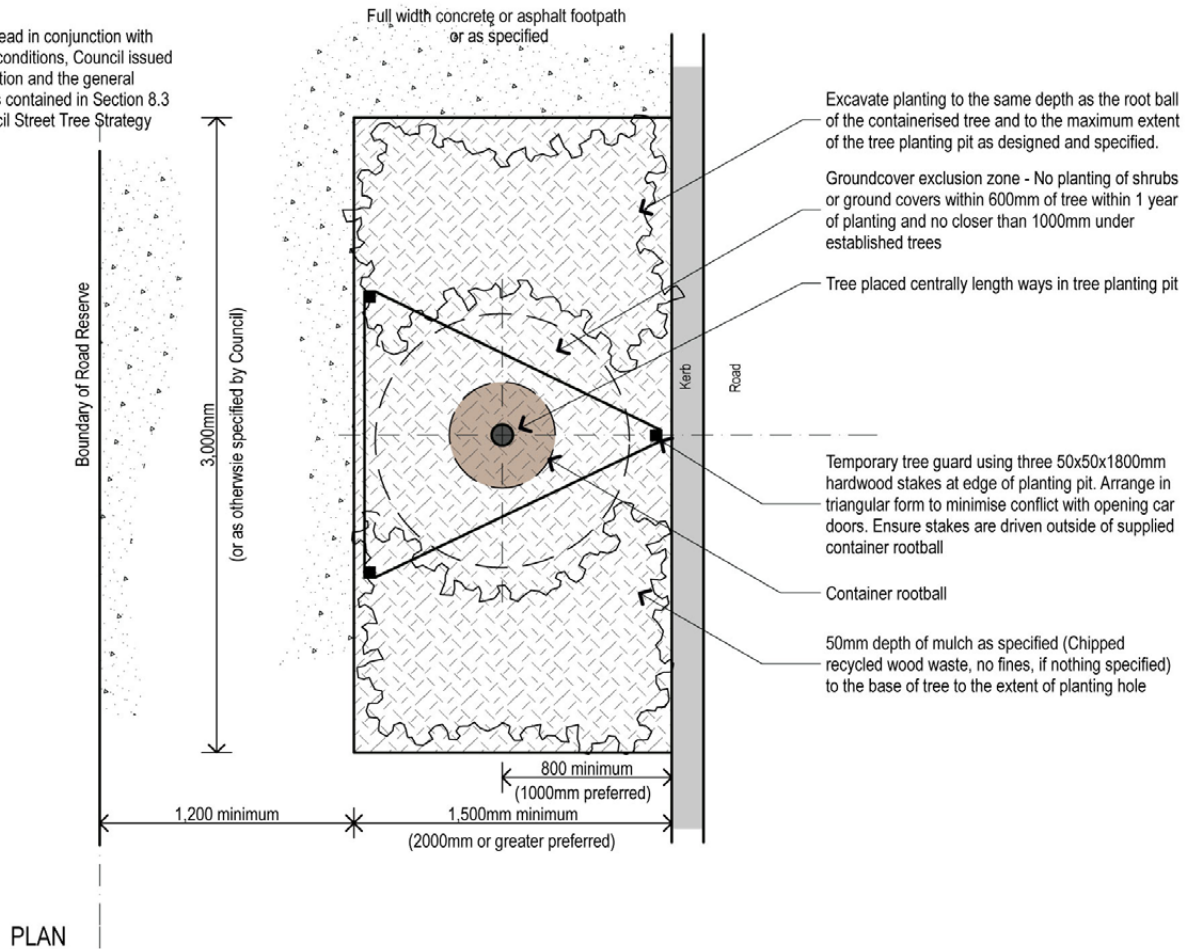 Full width concrete or asphalt footpath
or as specified
ead in conjunction with
conditions, Council issued
tion and the general
s contained in Section 8.3
cil Street Tree Strategy
Excavate planting to the same depth as the root ball
of the containerised tree and to the maximum extent
of the tree planting pit as designed and specified.
Groundcover exclusion zone - No planting of shrubs
or ground covers within 600mm of tree within 1 year
of planting and no closer than 1000mm under
established trees
Tree placed centrally length ways in tree planting pit
Boundary of Road Reserve
3,000mm
(or as otherwsie specified by Council)
Kerb
Road
Temporary tree guard using three 50x50x1800mm
hardwood stakes at edge of planting pit. Arrange in
triangular form to minimise conflict with opening car
doors. Ensure stakes are driven outside of supplied
container rootball
Container rootball
50mm depth of mulch as specified (Chipped
recycled wood waste, no fines, if nothing specified)
to the base of tree to the extent of planting hole
800 minimum
(1000mm preferred)
1,200 minimum
1,500mm minimum
(2000mm or greater preferred)
PLAN